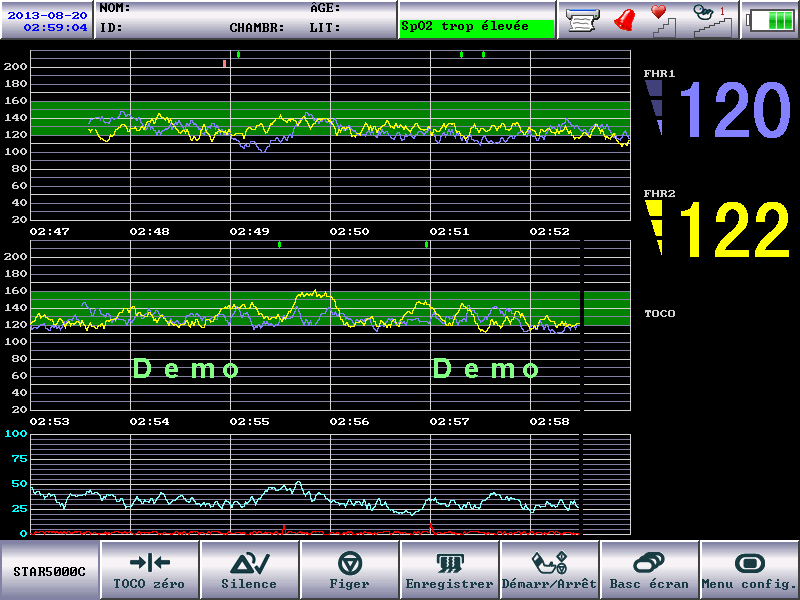 2013-08-20
02:59:04
NOM: ÂGE:
ID: CHAMBR: LIT:
SpO2 trop élevée
1
200
180
160
140
120
100
80
60
40
20
02:47 02:48 02:49 02:50 02:51 02:52
FHR1
120
FHR2
122
TOCO
200
180
160
140
120
100
80
60
40
20
Demo Demo
02:53 02:54 02:55 02:56 02:57 02:58
100
75
50
25
0
STAR5000C
TOCO zéro
Silence
Figer
Enregistrer
Démarr/Arrêt
Basc écran
Menu config.